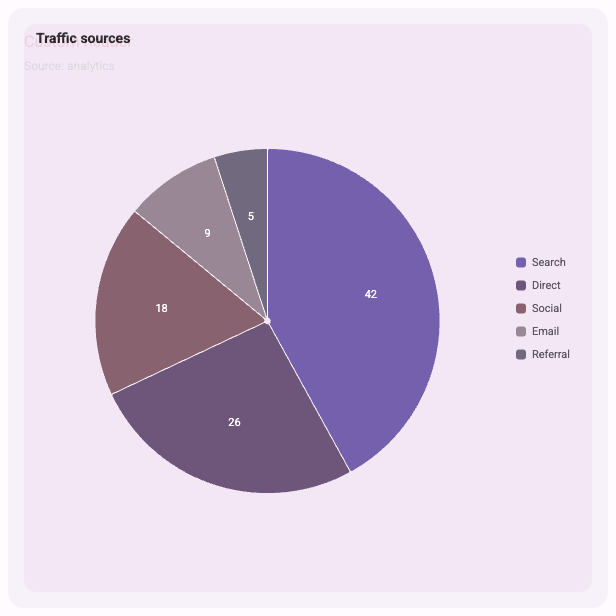 Traffic sources
Source: analytics
5
9
42
18
26
Search
Direct
Social
Email
Referral